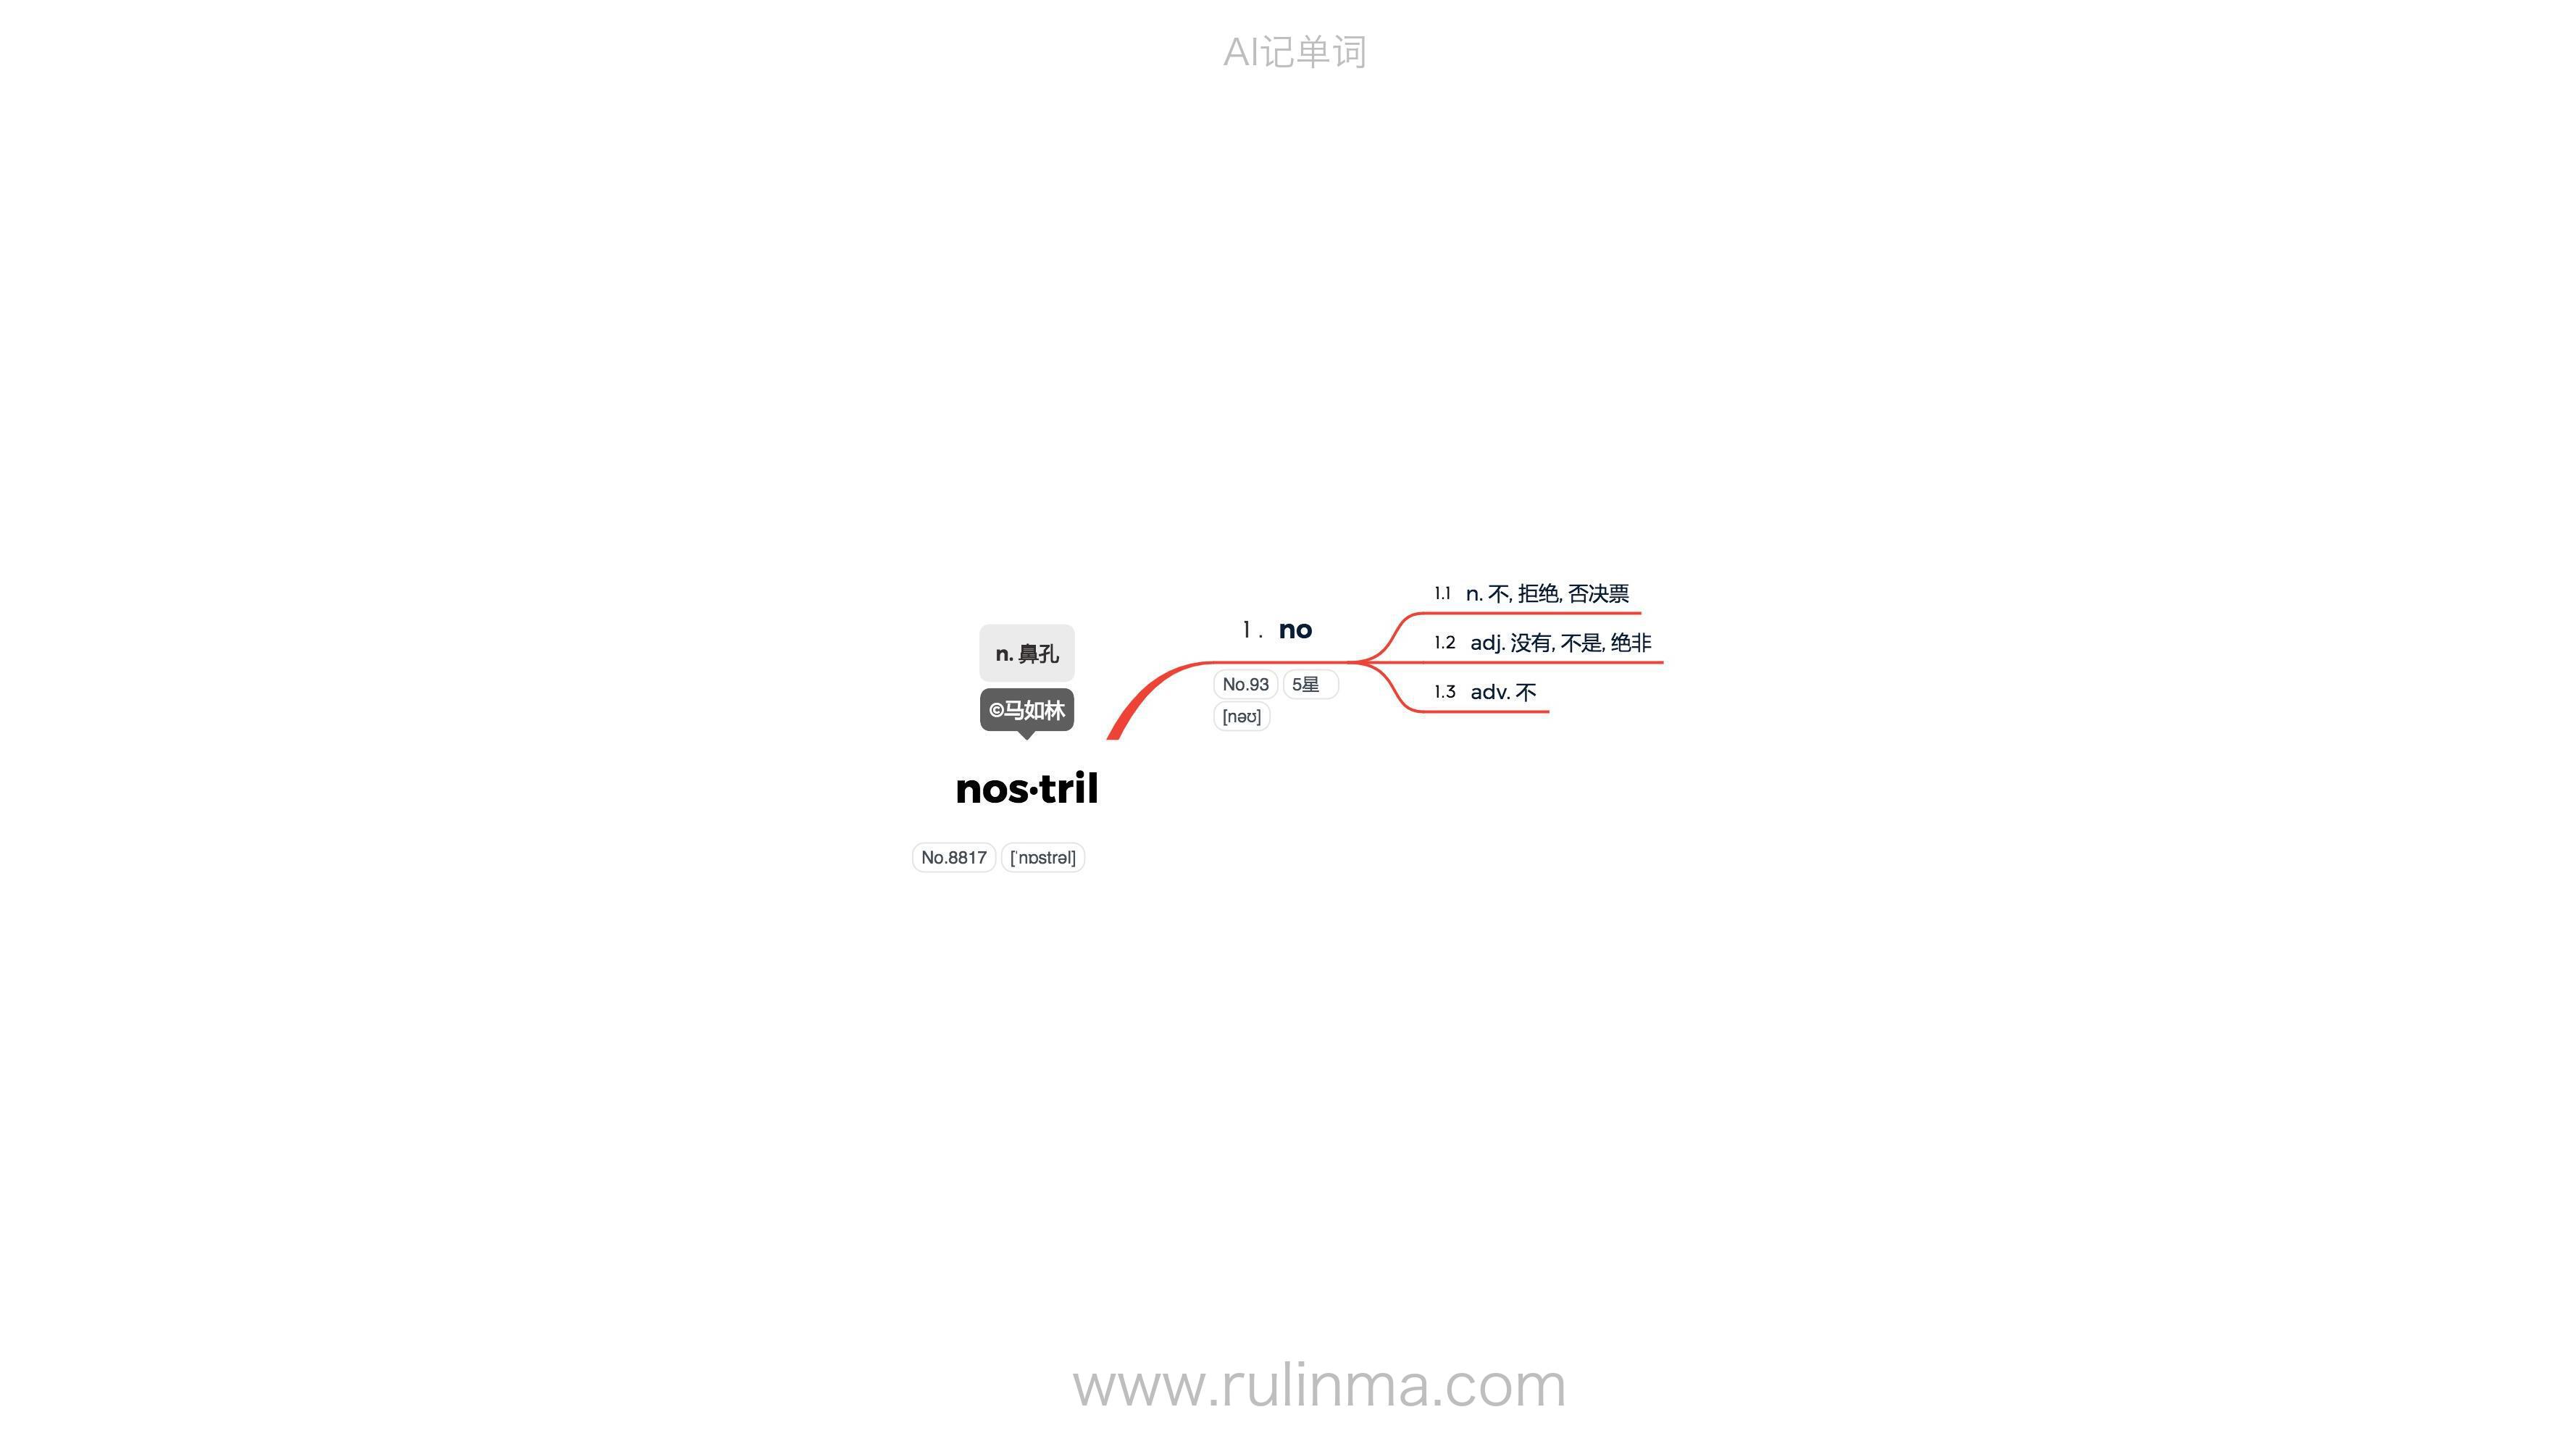 AI记单词
n. 鼻孔
©马如林
nos·tril
No.8817 [ˈnɒstrəl]
1. no
No.93 5星
[nəʊ]
1.1 n. 不, 拒绝, 否决票
1.2 adj. 没有, 不是, 绝非
1.3 adv. 不
www.rulinma.com